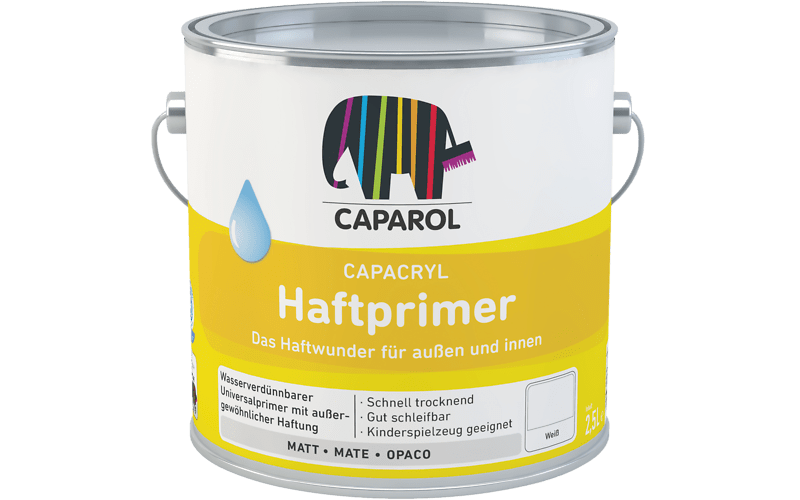 CAPAROL
CAPACRYL
Haftprimer
Das Haftwunder für außen und innen
Wasserverdünnbarer
Universalprimer mit außer-
gewöhnlicher Haftung
· Schnell trocknend
· Gut schleifbar
· Kinderspielzeug geeignet
MATT • MATE • OPACO
Weiß
2,5 L